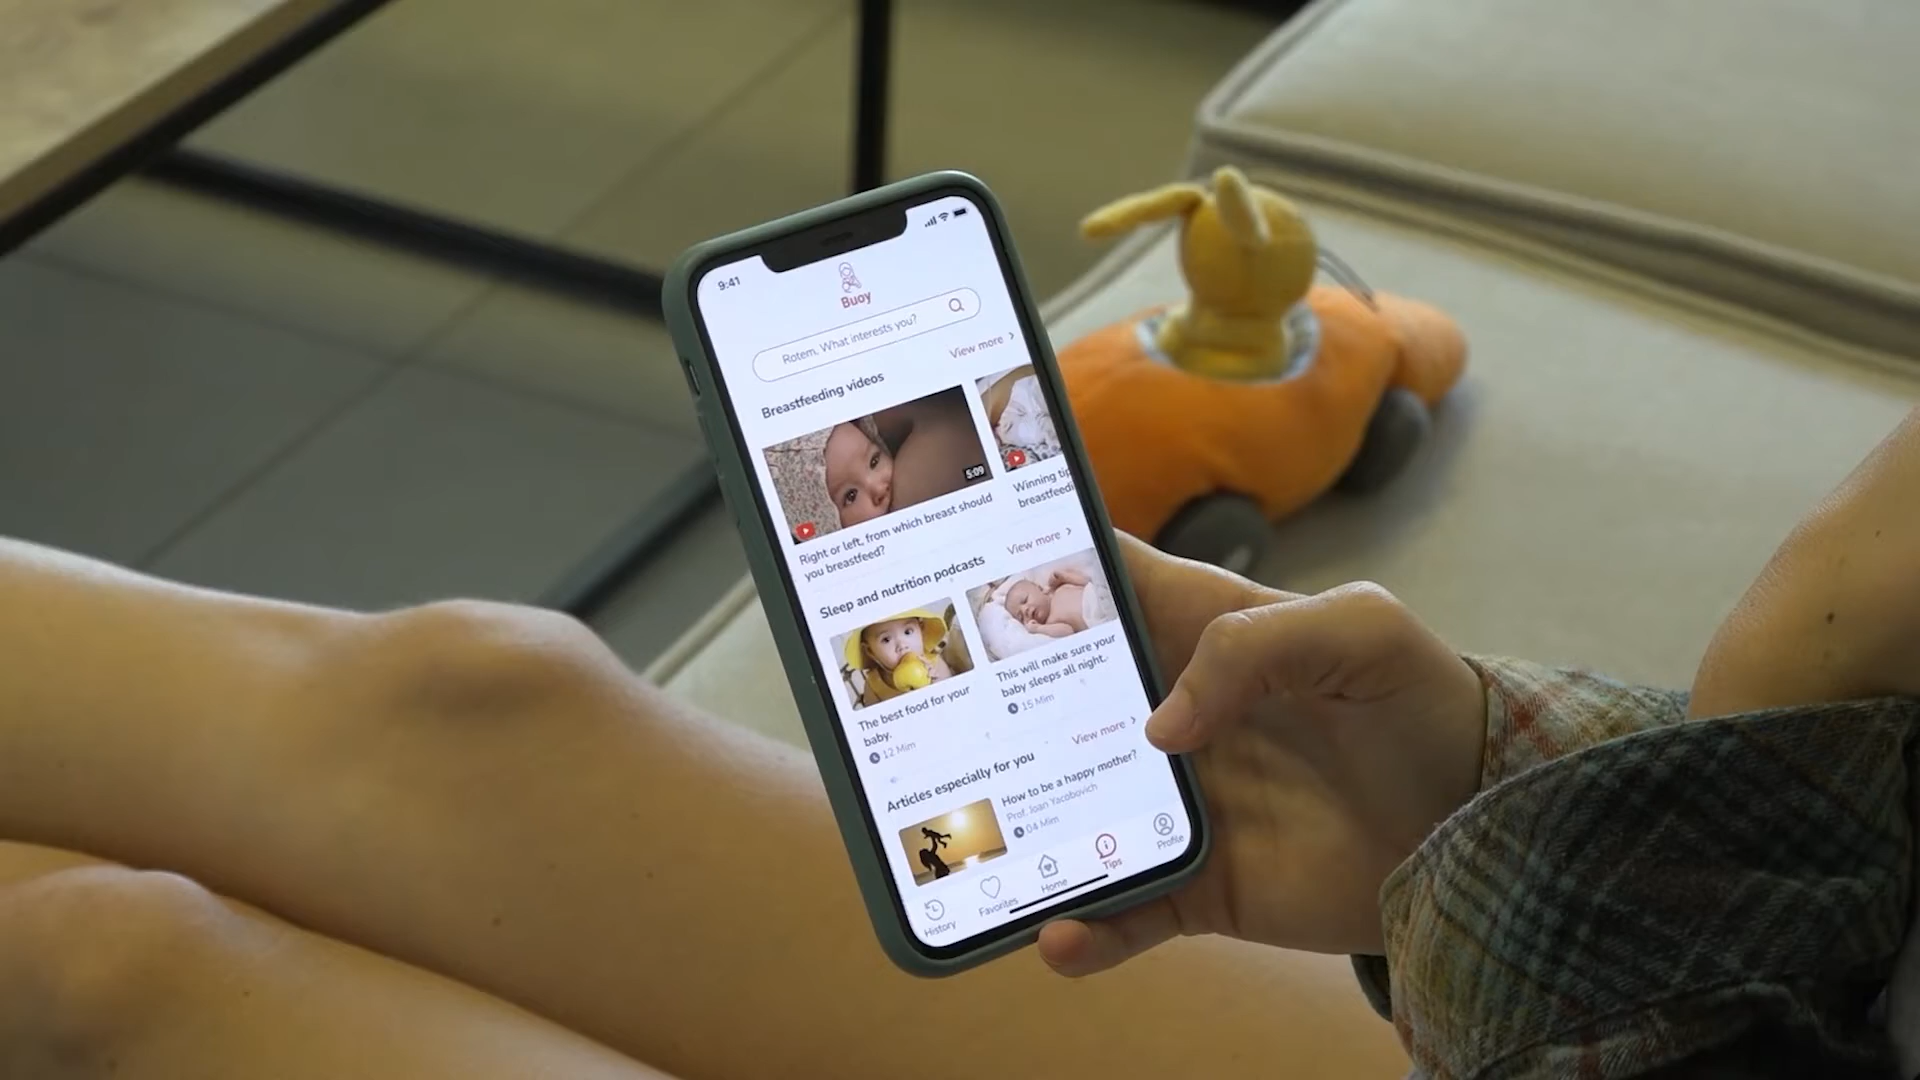 9:41
Buoy
Rotem, What interests you?
View more
Breastfeeding videos
5:09
Right or left, from which breast should
you breastfeed?
Winning tip
breastfeedi
View more
Sleep and nutrition podcasts
The best food for your
baby.
12 Mim
This will make sure your
baby sleeps all night.
15 Mim
View more
Articles especially for you
How to be a happy mother?
Prof. Joan Yacobovich
04 Mim
History
Favorites
Home
Tips
Profile